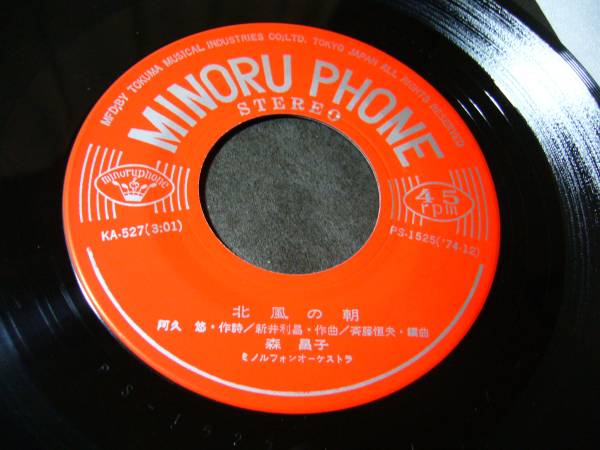 MFD.BY TOKUMA MUSICAL INDUSTRIES CO;LTD. TOKYO JAPAN ALL RIGHTS RESERVED
MINORU PHONE
STEREO
minoruphone
45
rpm
KA-527(3:01)
PS-1525('74-12)
北風の朝
阿久 悠・作詩/新井利昌・作曲/斉藤恒夫・編曲
森 昌子
ミノルフォンオーケストラ
PS-152